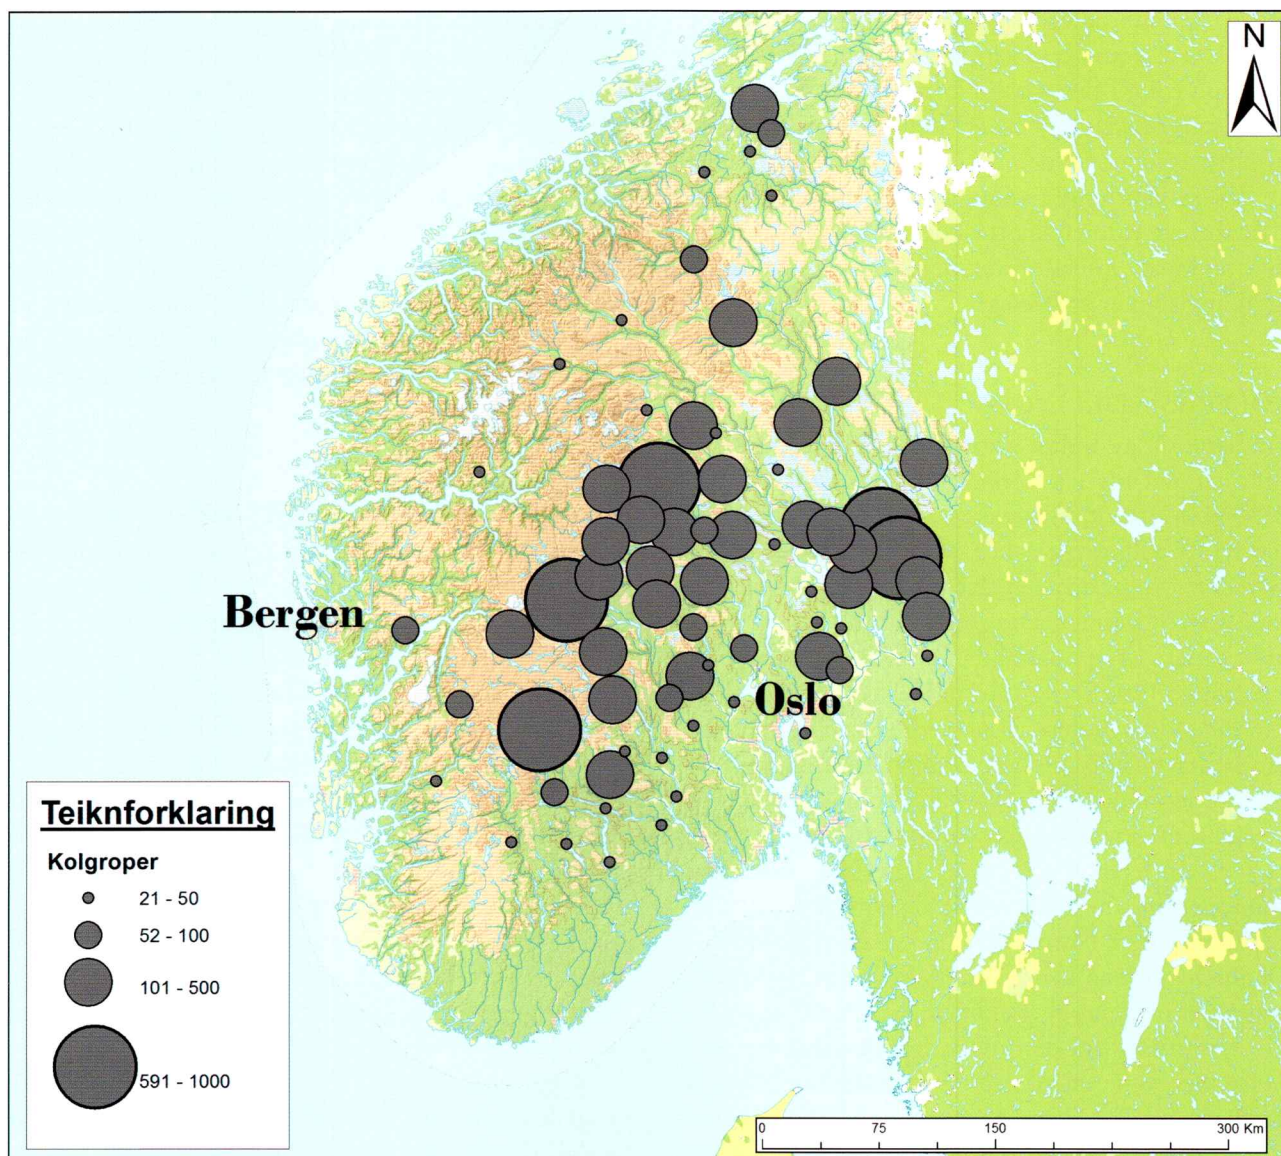 N
Bergen
Oslo
Teiknforklaring
Kolgroper
21 - 50
52 - 100
101 - 500
591 - 1000
0 75 150 300 Km